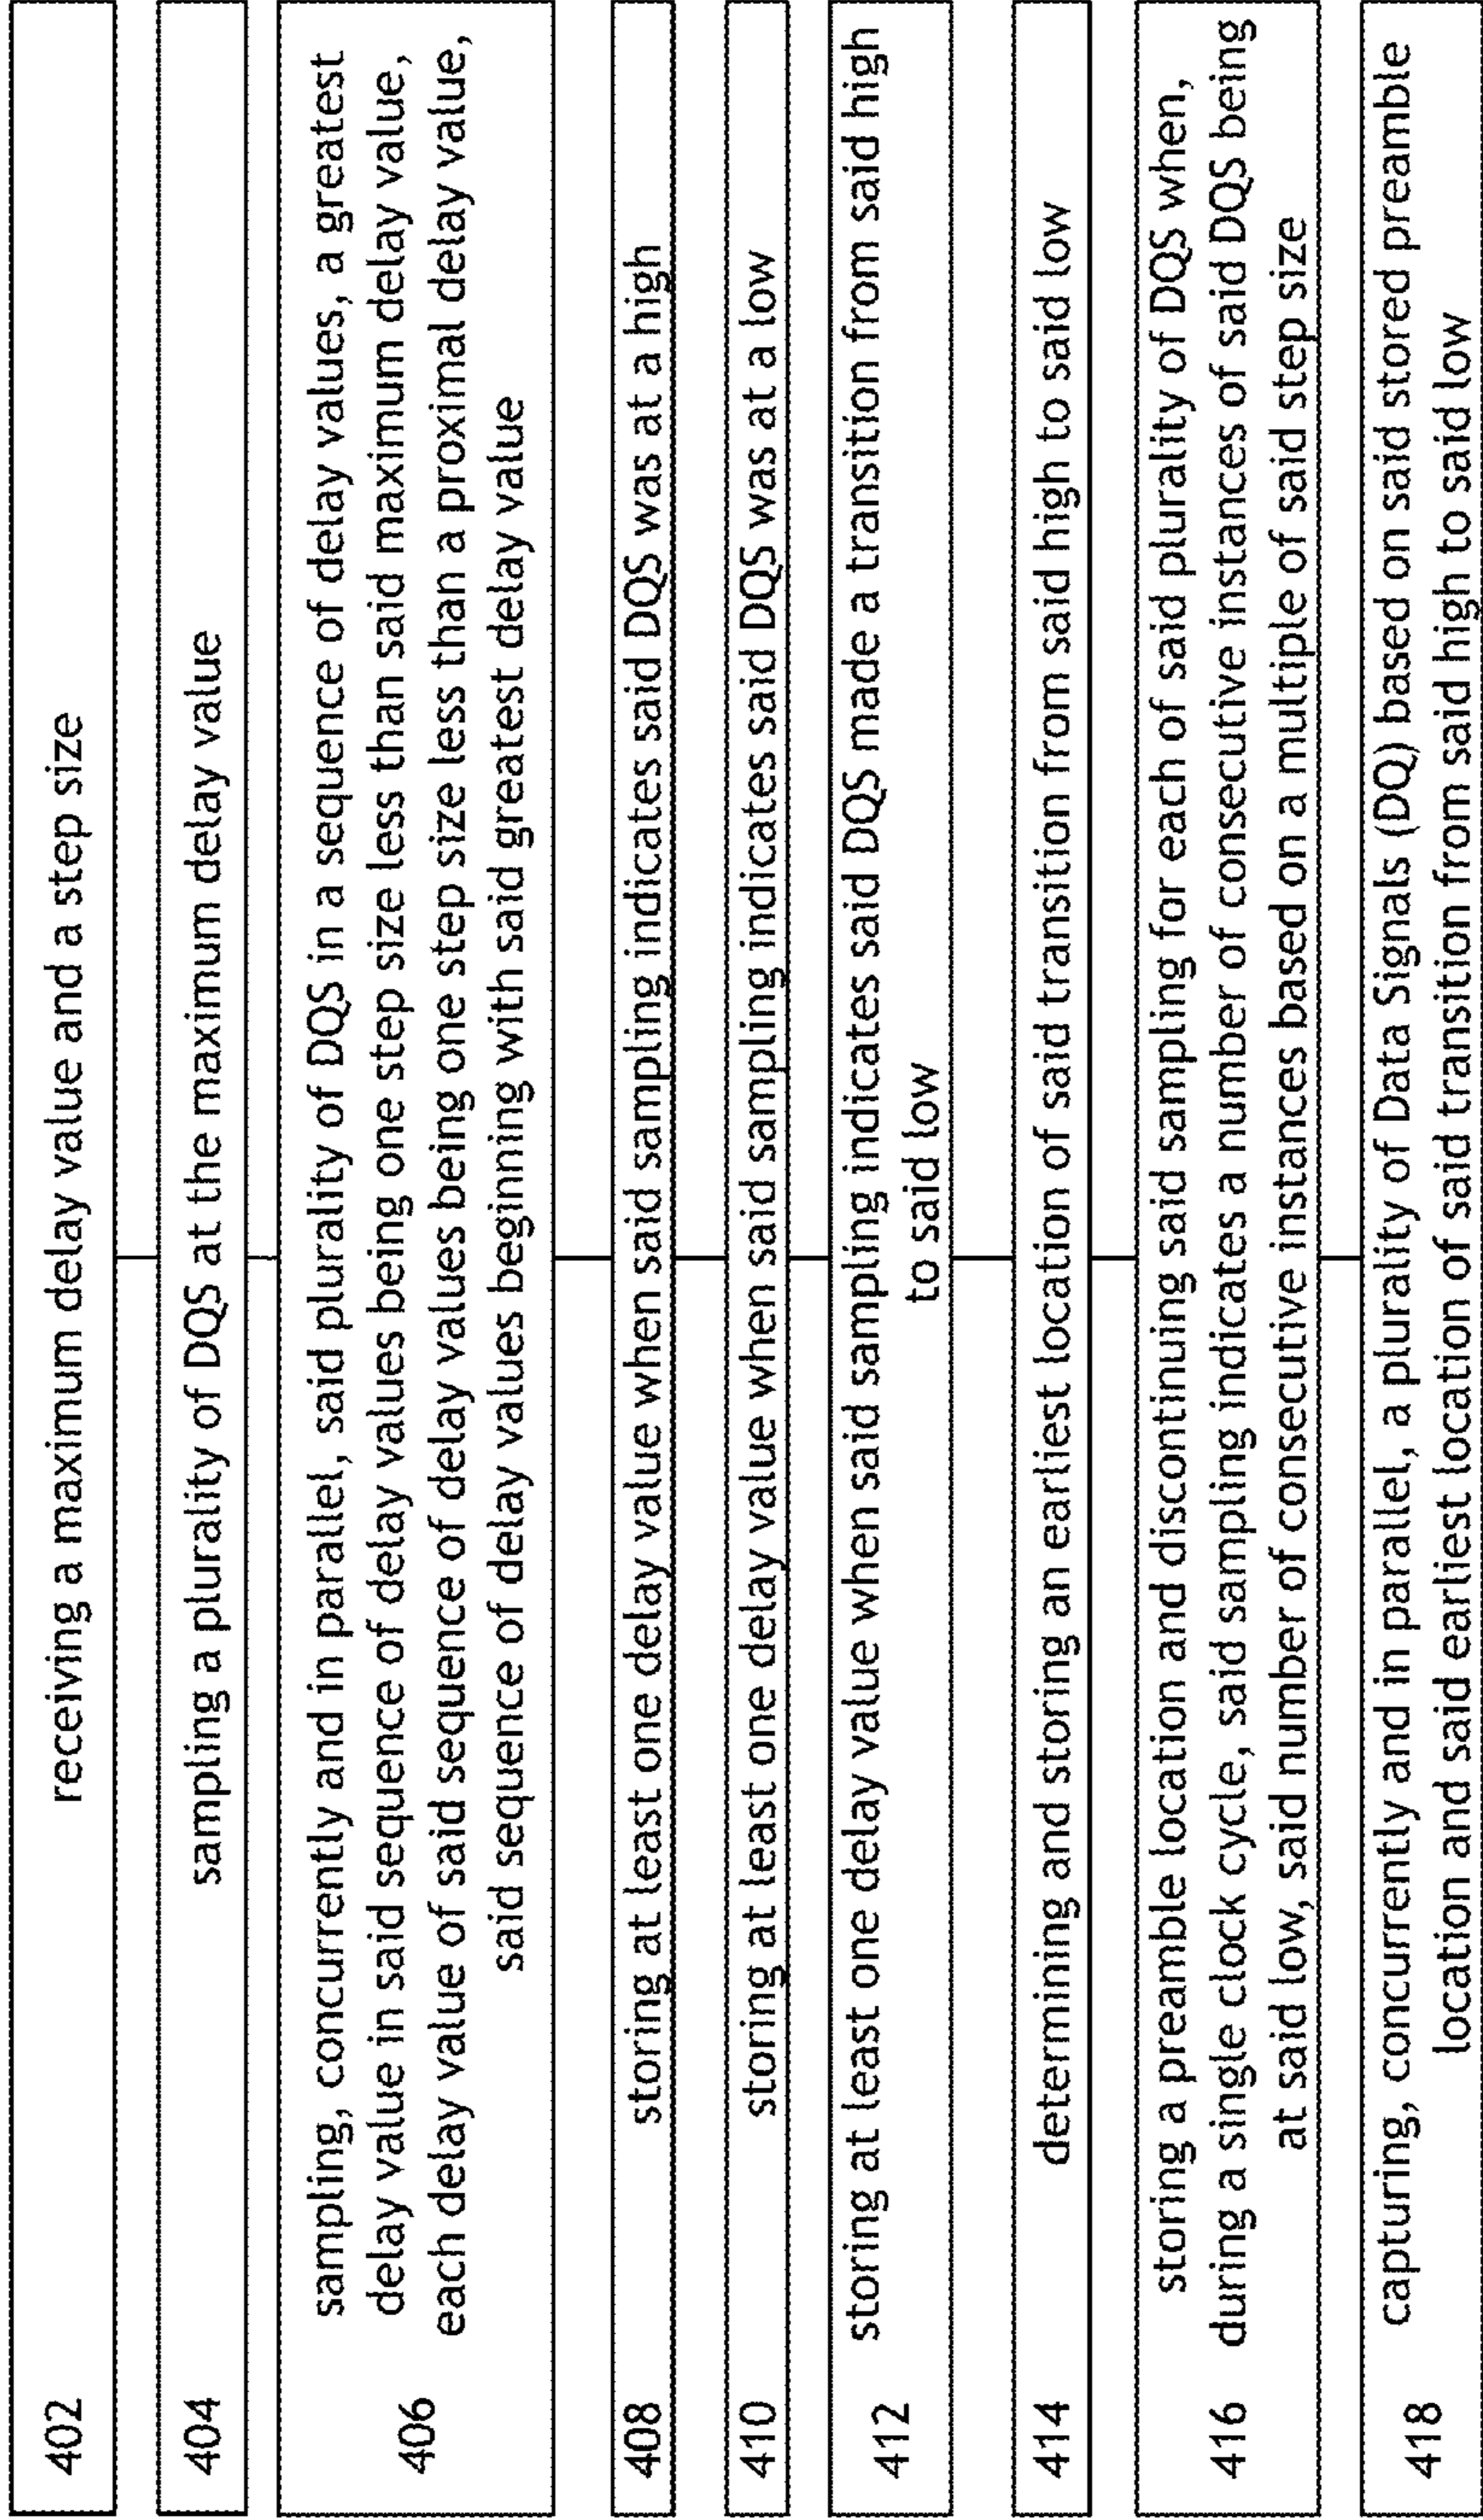 402 receiving a maximum delay value and a step size
404 sampling a plurality of DQS at the maximum delay value
sampling, concurrently and in parallel, said plurality of DQS in a sequence of delay values, a greatest
delay value in said sequence of delay values being one step size less than said maximum delay value,
406 each delay value of said sequence of delay values being one step size less than a proximal delay value,
said sequence of delay values beginning with said greatest delay value
408 storing at least one delay value when said sampling indicates said DQS was at a high
410 storing at least one delay value when said sampling indicates said DQS was at a low
412 storing at least one delay value when said sampling indicates said DQS made a transition from said high
to said low
414 determining and storing an earliest location of said transition from said high to said low
storing a preamble location and discontinuing said sampling for each of said plurality of DQS when,
416 during a single clock cycle, said sampling indicates a number of consecutive instances of said DQS being
at said low, said number of consecutive instances based on a multiple of said step size
418 capturing, concurrently and in parallel, a plurality of Data Signals (DQ) based on said stored preamble
location and said earliest location of said transition from said high to said low